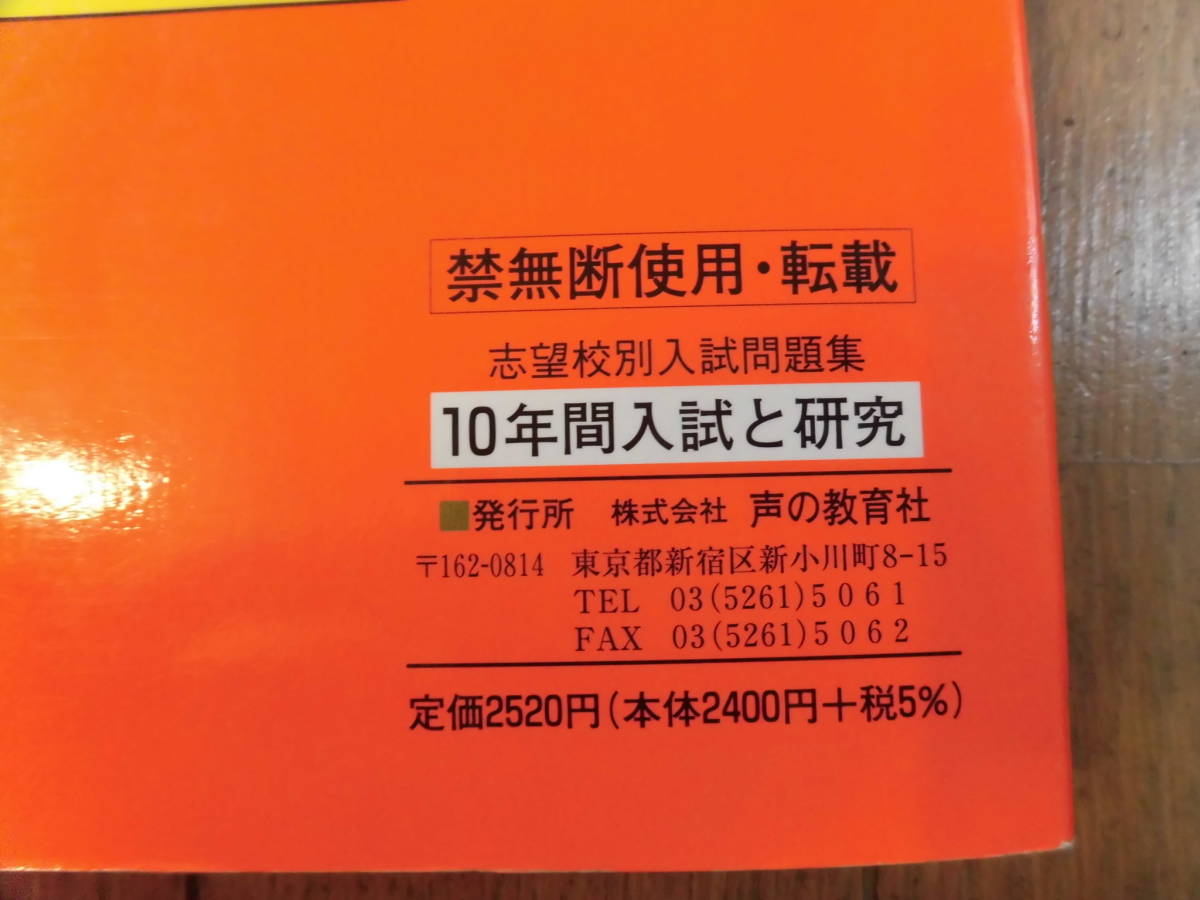 禁無断使用・転載
志望校別入試問題集
10年間入試と研究
■発行所 株式会社 声の教育社
〒162-0814 東京都新宿区新小川町8-15
TEL 03(5261)5061
FAX 03(5261)5062
定価2520円(本体2400円+税5%)